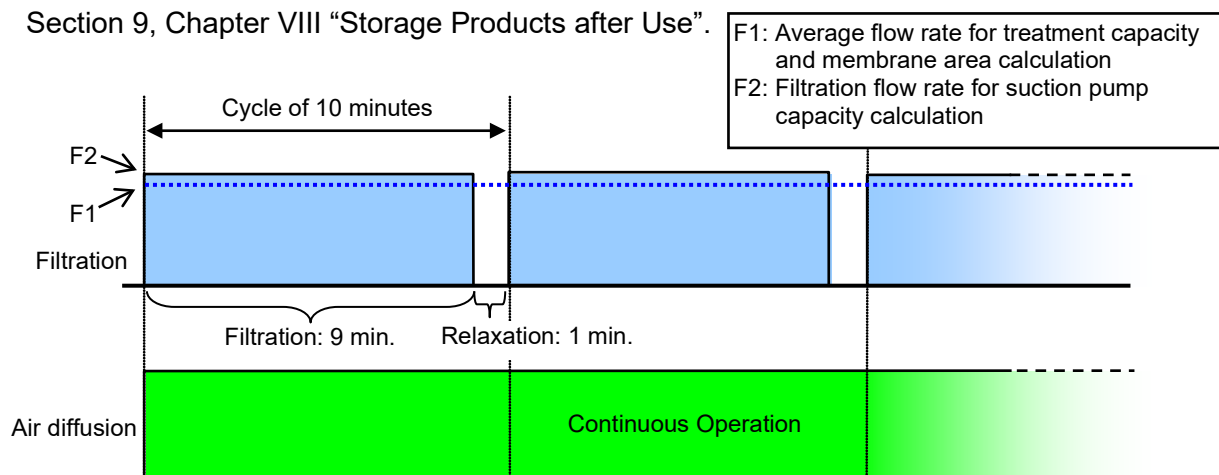 Section 9, Chapter VIII “Storage Products after Use”.
F1: Average flow rate for treatment capacity
and membrane area calculation
F2: Filtration flow rate for suction pump
capacity calculation
Cycle of 10 minutes
F2
F1
Filtration
Filtration: 9 min.
Relaxation: 1 min.
Air diffusion
Continuous Operation